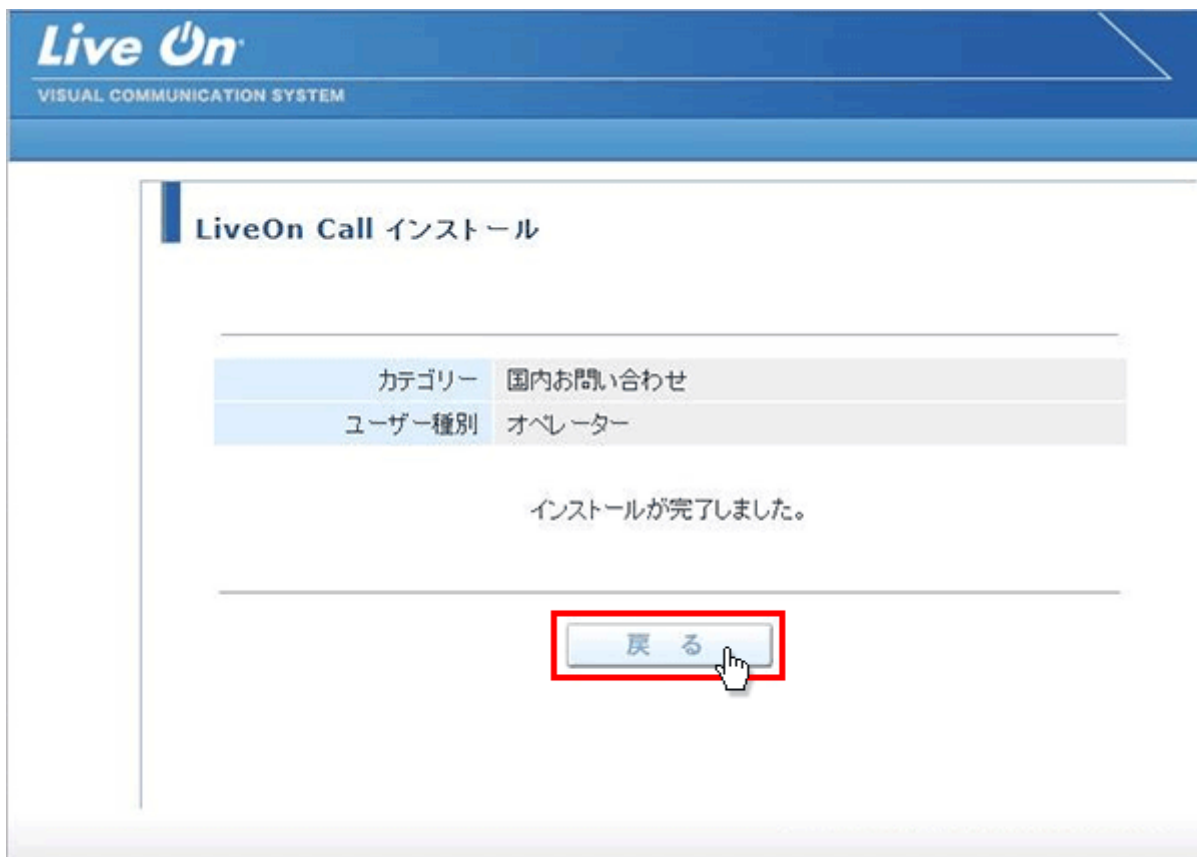 Live On
VISUAL COMMUNICATION SYSTEM
LiveOn Call インストール
カテゴリー 国内お問い合わせ
ユーザー種別 オペレーター
インストールが完了しました。
戻る